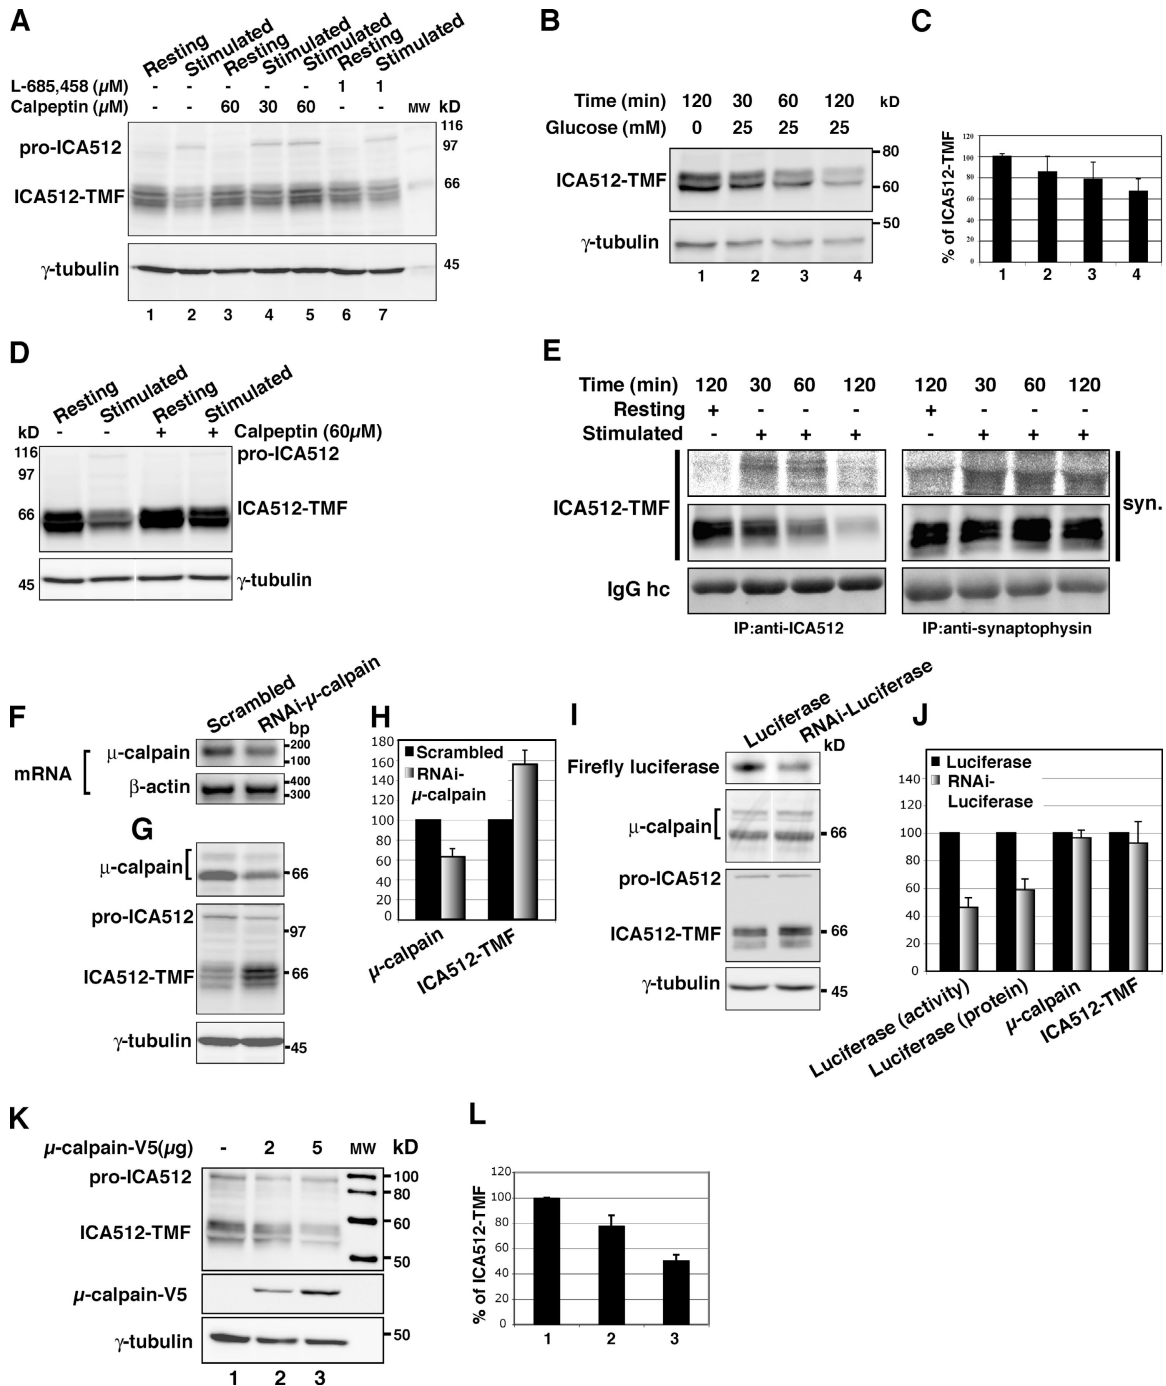 A
Resting Stimulated Resting Stimulated Stimulated Resting Stimulated
L-685,458 (µM) - - - - - 1 1
Calpeptin (µM) - - 60 30 60 - - MW kD
pro-ICA512
ICA512-TMF
116
97
66
γ-tubulin 45
1 2 3 4 5 6 7
B
Time (min) 120 30 60 120 kD
Glucose (mM) 0 25 25 25
80
ICA512-TMF
60
50
γ-tubulin
1 2 3 4
C
% of ICA512-TMF
120
100
80
60
40
20
0
1 2 3 4
D
Resting Stimulated Resting Stimulated
kD - - + + Calpeptin (60µM)
116 pro-ICA512
97
66 ICA512-TMF
45 γ-tubulin
E
Time (min) 120 30 60 120 120 30 60 120
Resting + - - - + - - -
Stimulated - + + + - + + +
ICA512-TMF syn.
IgG hc
IP:anti-ICA512 IP:anti-synaptophysin
F
Scrambled RNAi-µ-calpain
bp
mRNA
μ-calpain 200
100
β-actin 400
300
G
μ-calpain 66
pro-ICA512
97
ICA512-TMF 66
γ-tubulin 45
H
180
160
140
120
100
80
60
40
20
0
Scrambled
RNAi-
µ-calpain
µ-calpain ICA512-TMF
I
Luciferase RNAi-Luciferase
kD
Firefly luciferase
μ-calpain 66
pro-ICA512
ICA512-TMF 66
γ-tubulin 45
J
Luciferase
RNAi-
Luciferase
140
120
100
80
60
40
20
0
Luciferase (activity) Luciferase (protein) µ-calpain ICA512-TMF
K
µ-calpain-V5(µg) - 2 5 MW kD
pro-ICA512 100
80
ICA512-TMF 60
50
µ-calpain-V5
γ-tubulin 50
1 2 3
L
% of ICA512-TMF
120
100
80
60
40
20
0
1 2 3